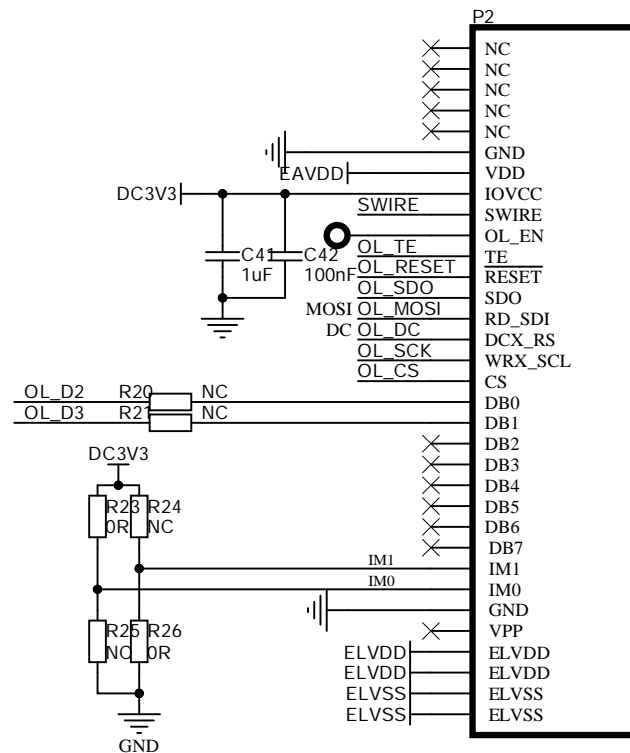 P2
NC
NC
NC
NC
NC
GND
EAVDD VDD
DC3V3 IOVCC
SWIRE SWIRE
OL_EN
C41 C42
1uF 100nF
OL_TE TE
OL_RESET RESET
OL_SDO SDO
MOSI OL_MOSI RD_SDI
DC OL_DC DCX_RS
OL_SCK WRX_SCL
OL_CS CS
OL_D2 R20 NC DB0
OL_D3 R21 NC DB1
DB2
DC3V3 DB3
DB4
R23 R24 DB5
0R NC DB6
DB7
IM1 IM1
IM0 IM0
GND
R25 R26 VPP
NC 0R ELVDD ELVDD
ELVDD ELVDD
ELVSS ELVSS
ELVSS ELVSS
GND